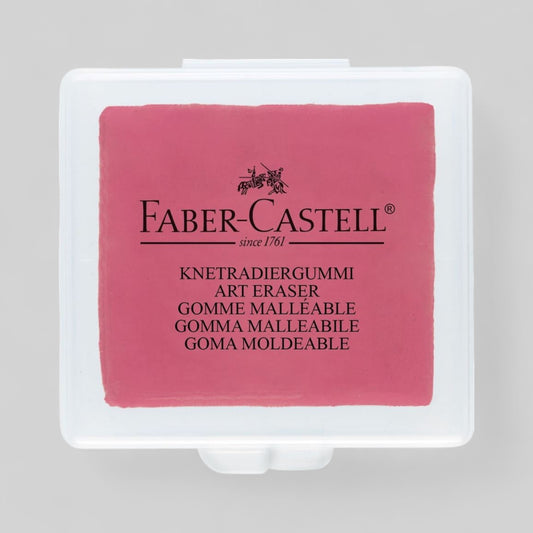 FABER-CASTELL®
since 1761
KNETRADIERGUMMI
ART ERASER
GOMME MALLÉABLE
GOMMA MALLEABILE
GOMA MOLDEABLE